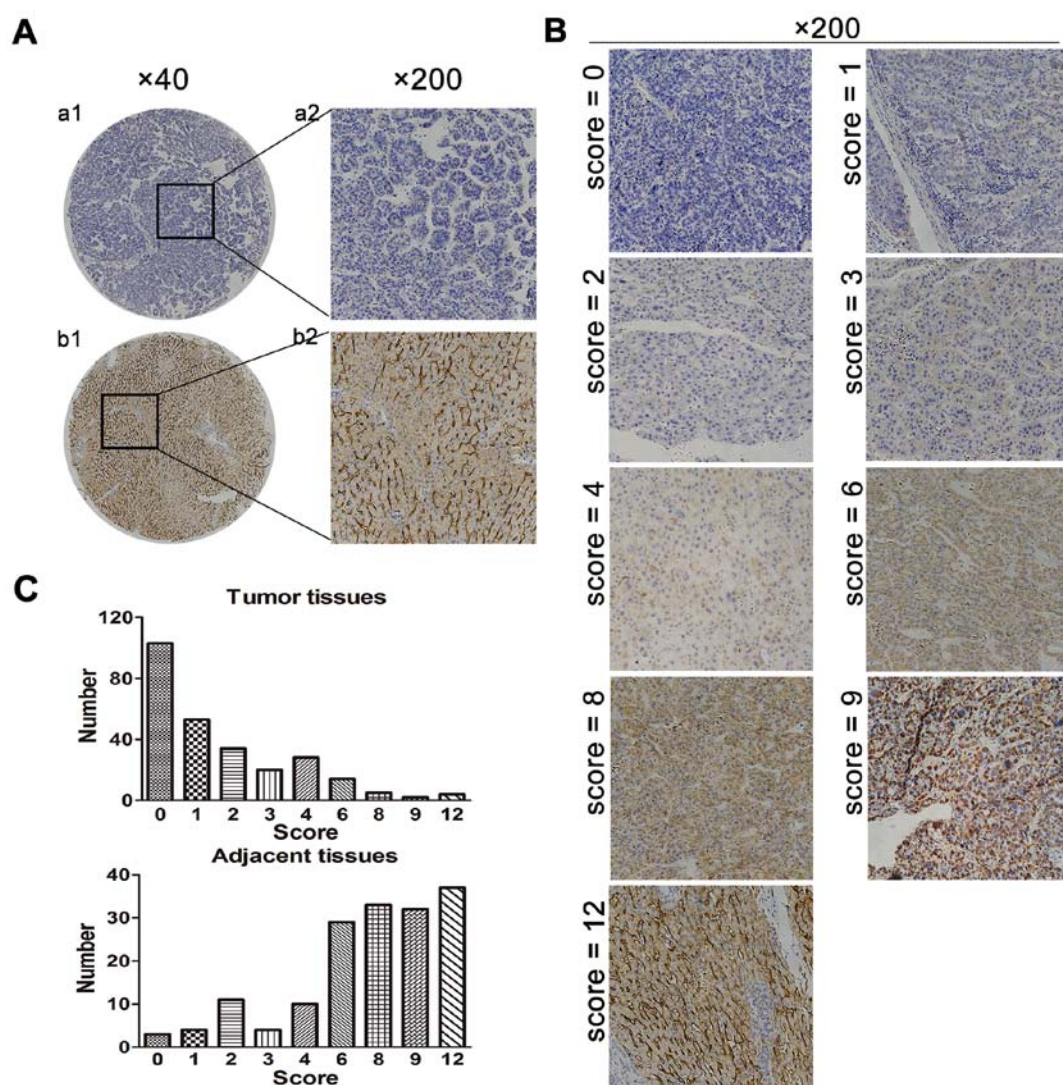 A
×40
×200
a1
a2
b1
b2
B
×200
score = 0
score = 1
score = 2
score = 3
score = 4
score = 6
score = 8
score = 9
score = 12
C
Tumor tissues
Number
120
80
40
0
0 1 2 3 4 6 8 9 12
Score
Adjacent tissues
Number
40
30
20
10
0
0 1 2 3 4 6 8 9 12
Score